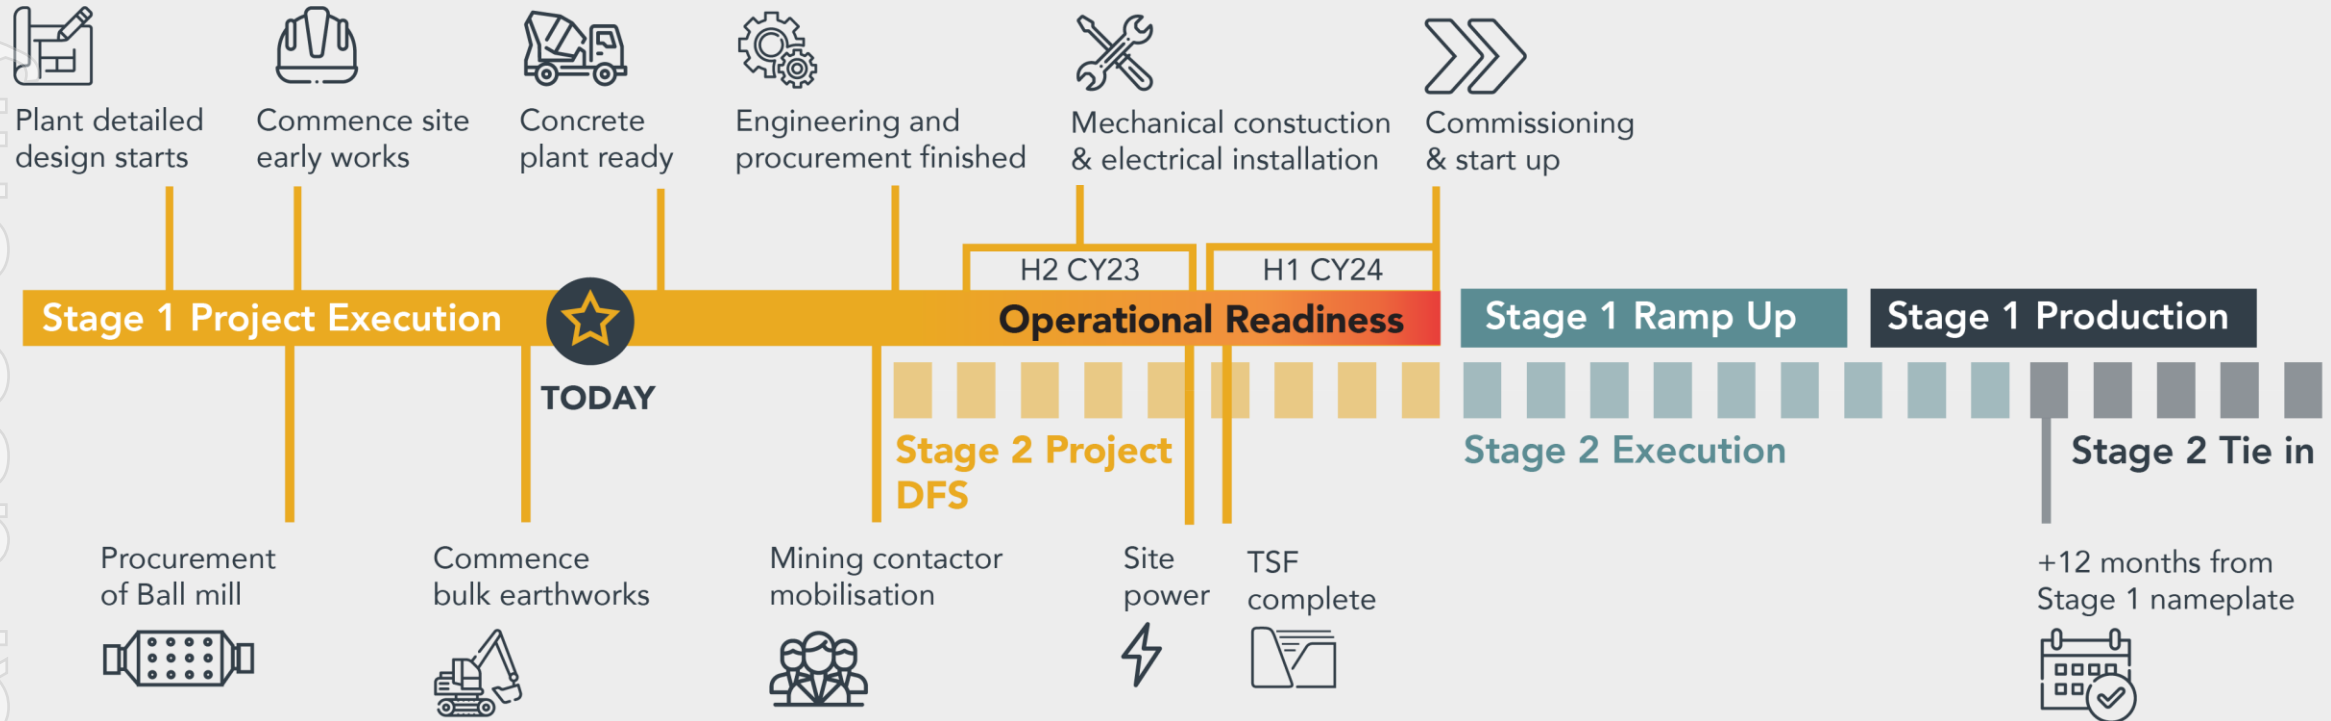 Plant detailed
design starts
Commence site
early works
Concrete
plant ready
Engineering and
procurement finished
Mechanical constuction
& electrical installation
Commissioning
& start up
H2 CY23
H1 CY24
Stage 1 Project Execution
Operational Readiness
Stage 1 Ramp Up
Stage 1 Production
TODAY
Stage 2 Project
DFS
Stage 2 Execution
Stage 2 Tie in
Procurement
of Ball mill
Commence
bulk earthworks
Mining contactor
mobilisation
Site
power
TSF
complete
+12 months from
Stage 1 nameplate